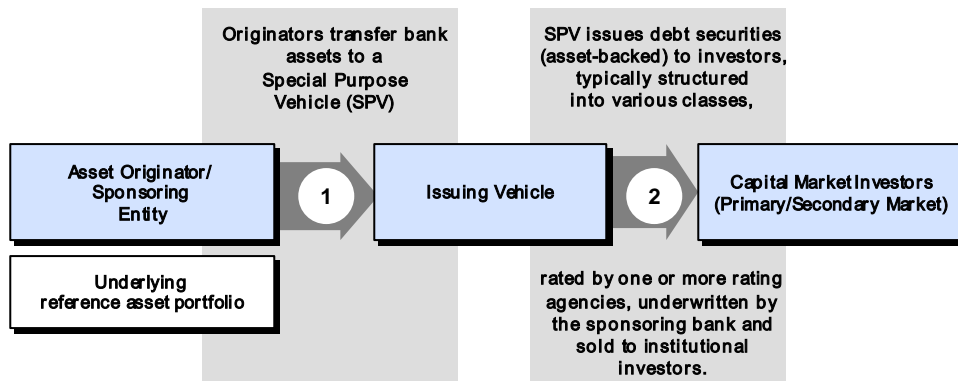 Originators transfer bank
assets to a
Special Purpose
Vehicle (SPV)
SPV issues debt securities
(asset-backed) to investors,
typically structured
into various classes,
Asset Originator/
Sponsoring
Entity
1
Issuing Vehicle
2
Capital Market Investors
(Primary/Secondary Market)
Underlying
reference asset portfolio
rated by one or more rating
agencies, underwritten by
the sponsoring bank and
sold to institutional
investors.